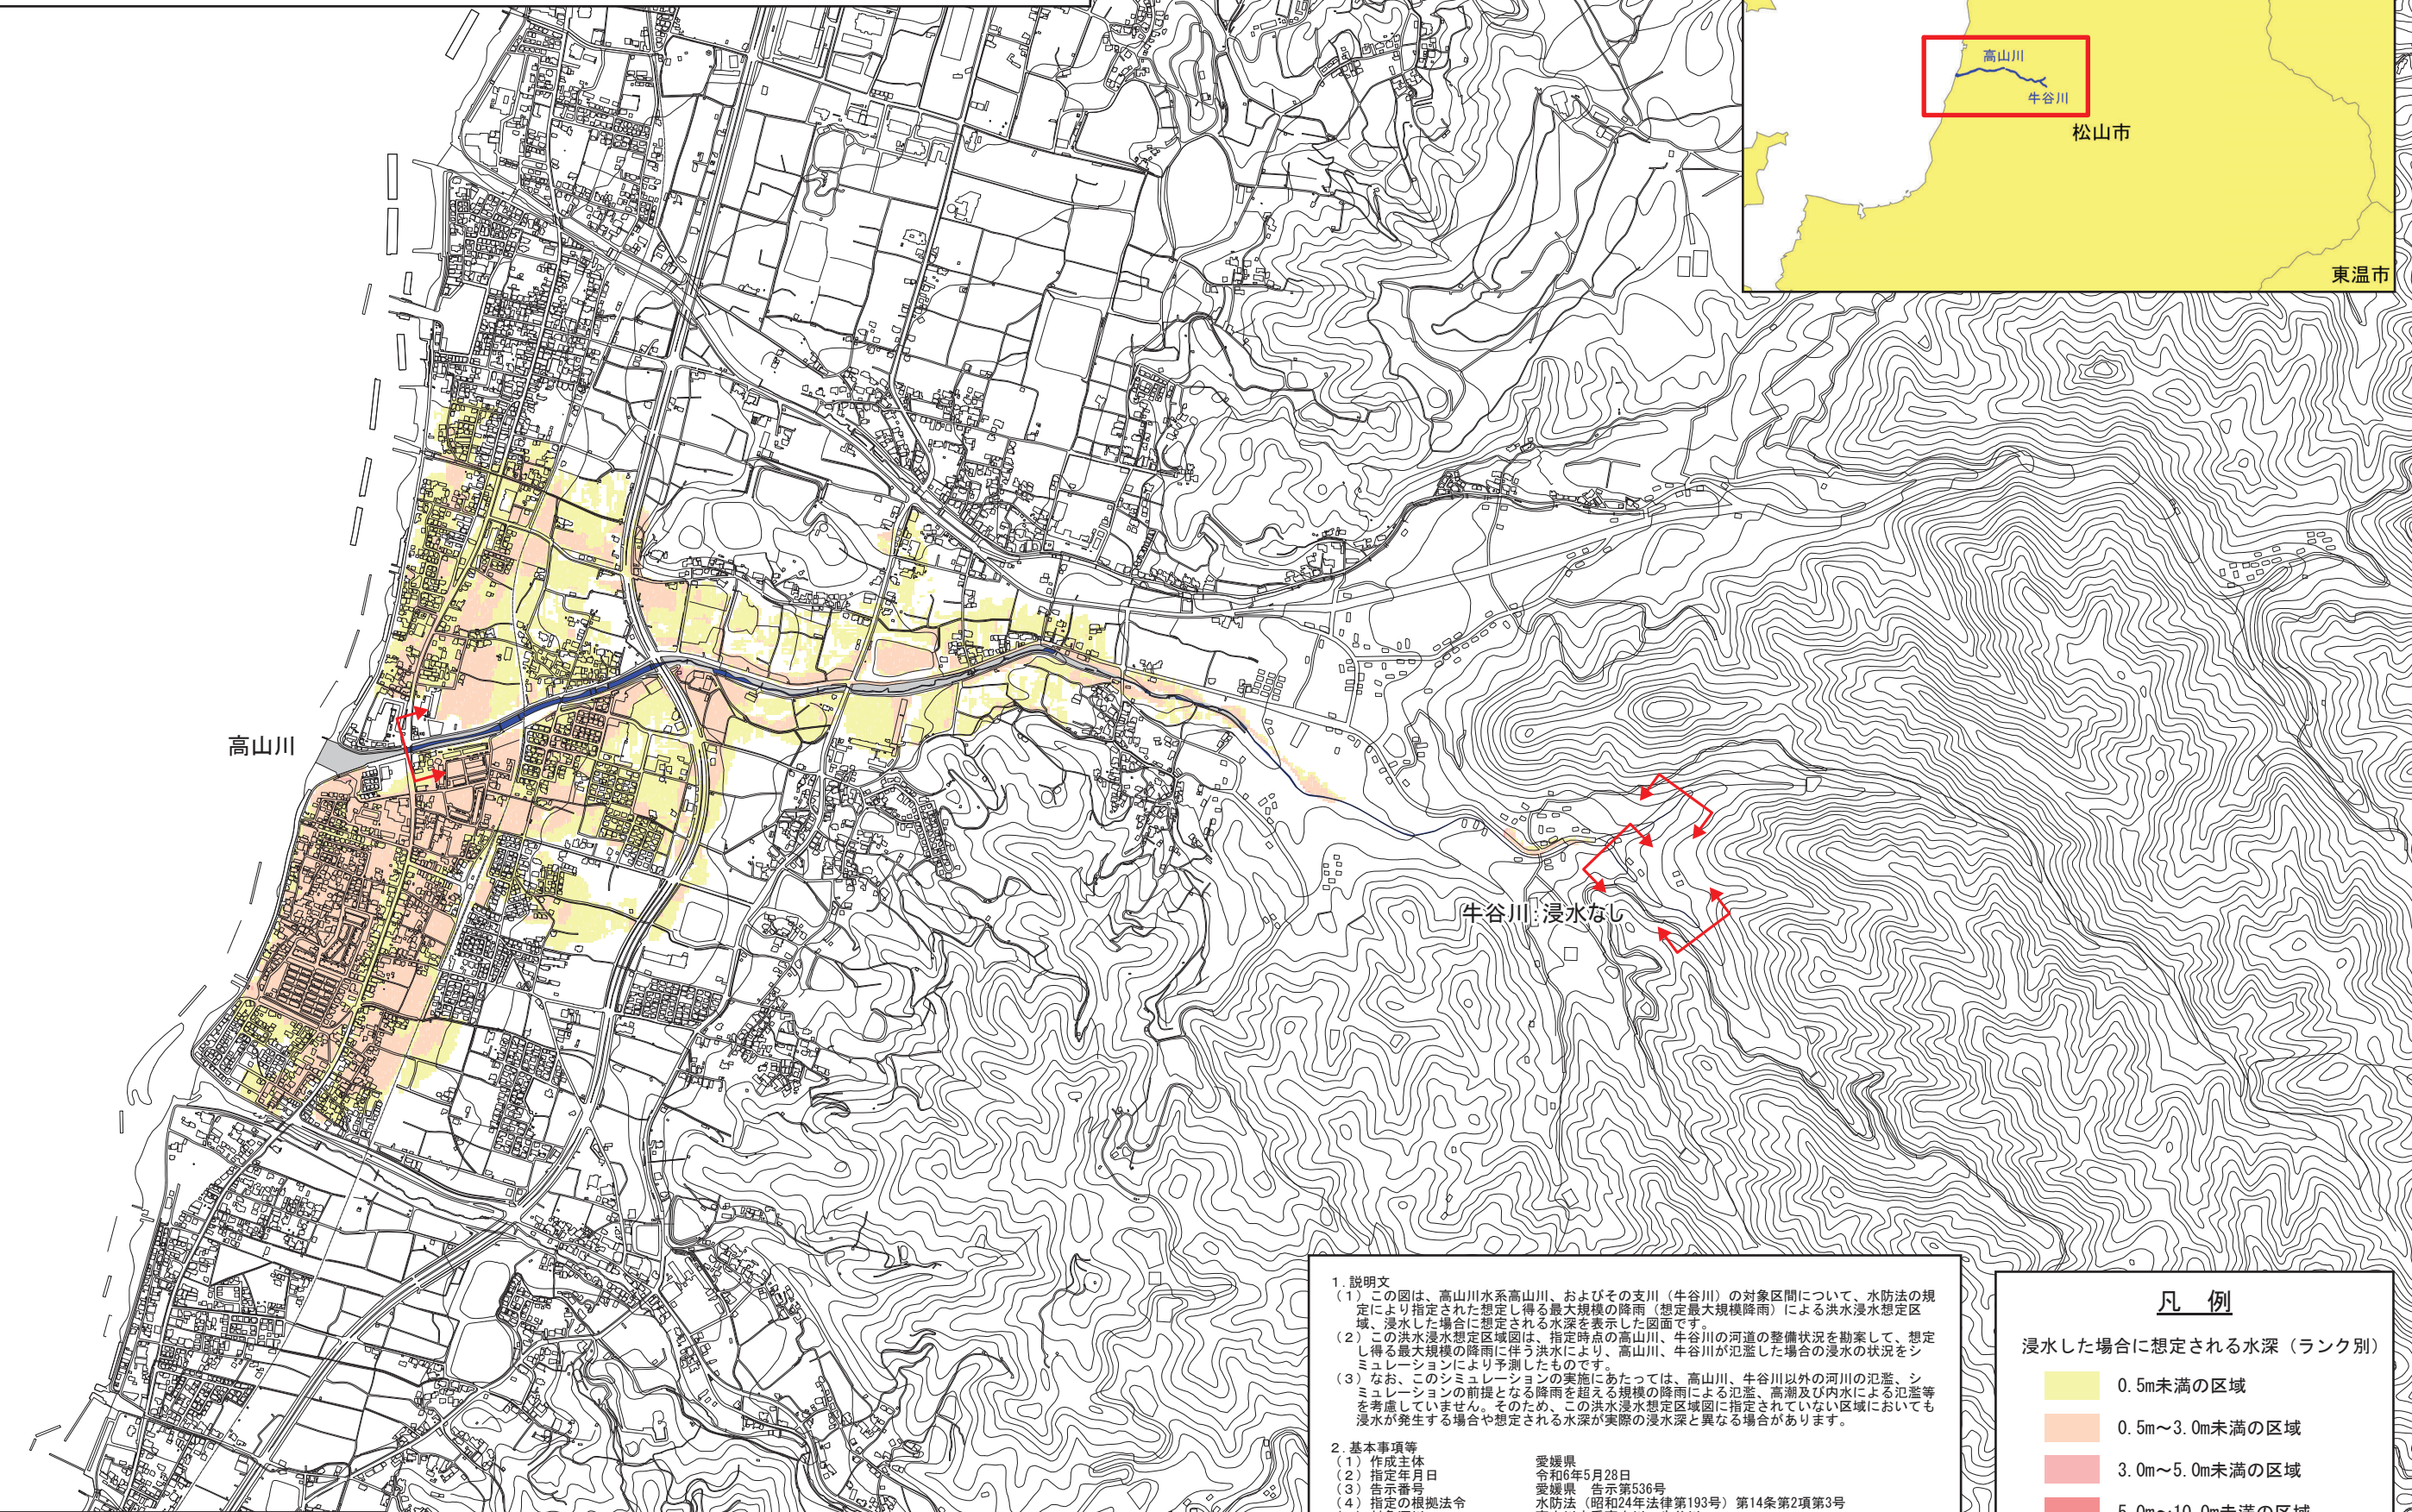 高山川
牛谷川
松山市
東温市
高山川
牛谷川：浸水なし
1. 説明文
（1）この図は、高山川水系高山川、およびその支川（牛谷川）の対象区間について、水防法の規
定により指定された想定し得る最大規模の降雨（想定最大規模降雨）による洪水浸水想定区
域、浸水した場合に想定される水深を表示した図面です。
（2）この洪水浸水想定区域図は、指定時点の高山川、牛谷川の河道の整備状況を勘案して、想定
し得る最大規模の降雨に伴う洪水により、高山川、牛谷川が氾濫した場合の浸水の状況をシ
ミュレーションにより予測したものです。
（3）なお、このシミュレーションの実施にあたっては、高山川、牛谷川以外の河川の氾濫、シ
ミュレーションの前提となる降雨を超える規模の降雨による氾濫、高潮及び内水による氾濫等
を考慮していません。そのため、この洪水浸水想定区域図に指定されていない区域においても
浸水が発生する場合や想定される水深が実際の浸水深と異なる場合があります。
2. 基本事項等
（1）作成主体　愛媛県
（2）指定年月日　令和6年5月28日
（3）告示番号　愛媛県　告示第536号
（4）指定の根拠法令　水防法（昭和24年法律第193号）第14条第2項第3号
凡　例
浸水した場合に想定される水深（ランク別）
0.5m未満の区域
0.5m～3.0m未満の区域
3.0m～5.0m未満の区域
5.0m～10.0m未満の区域